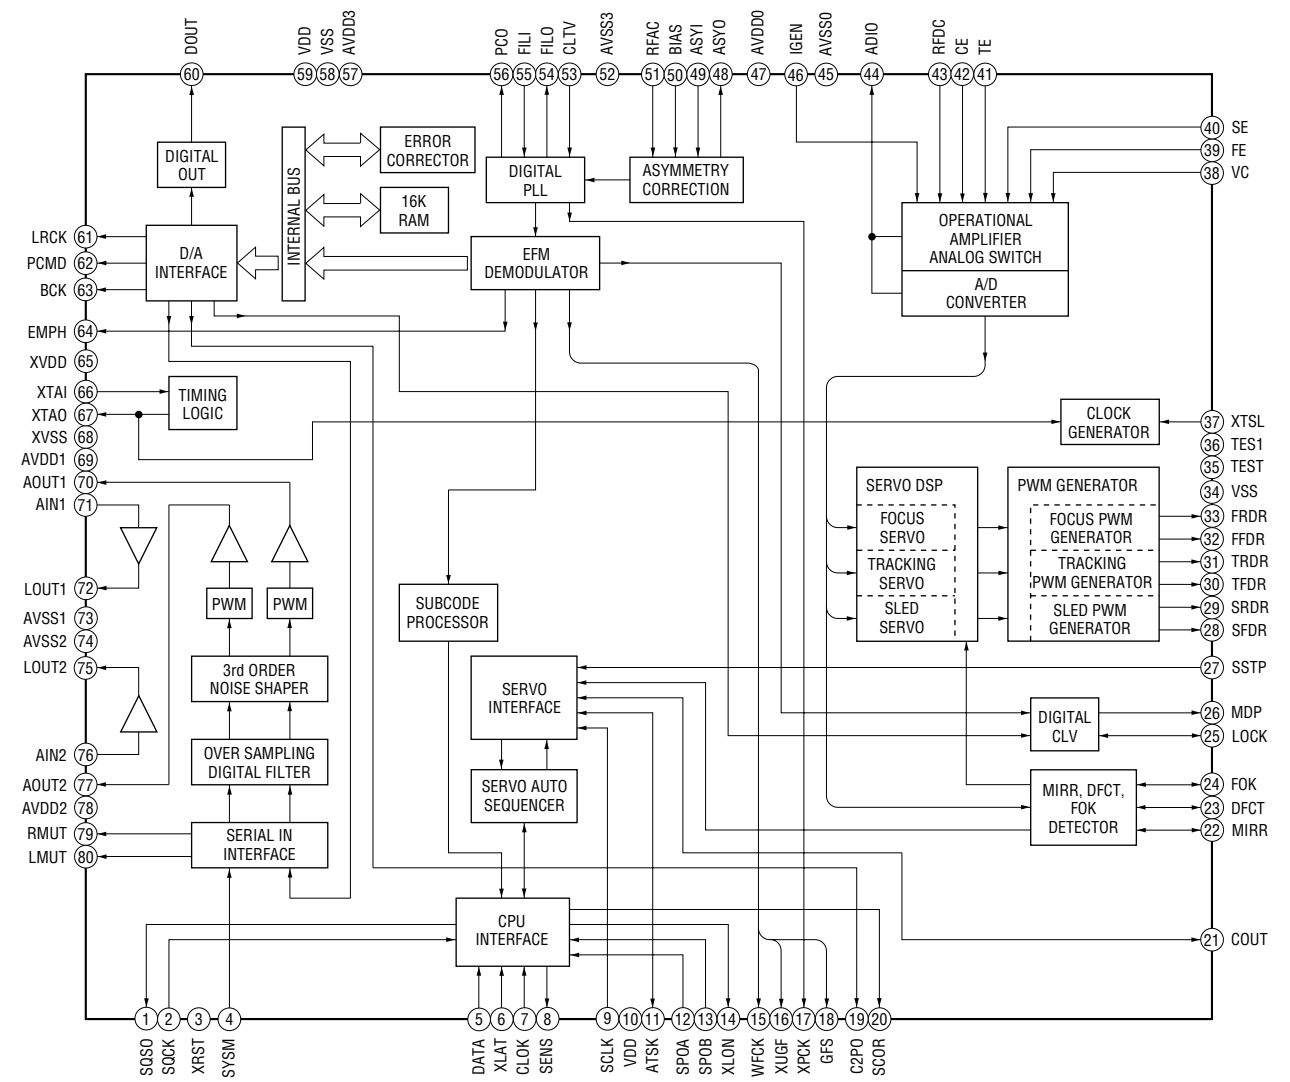 DOUT
VDD
VSS
AVDD3
PCO
FILI
FILO
CLTV
AVSS3
RFAC
BIAS
ASYI
ASYO
AVDD0
IGEN
AVSS0
ADIO
RFDC
CE
TE
60
59
58
57
56
55
54
53
52
51
50
49
48
47
46
45
44
43
42
41
40 SE
39 FE
38 VC
DIGITAL
OUT
INTERNAL BUS
ERROR
CORRECTOR
16K
RAM
DIGITAL
PLL
ASYMMETRY
CORRECTION
OPERATIONAL
AMPLIFIER
ANALOG SWITCH
A/D
CONVERTER
LRCK 61
PCMD 62
BCK 63
D/A
INTERFACE
EFM
DEMODULATOR
EMPH 64
XVDD 65
XTAI 66
XTAO 67
XVSS 68
AVDD1 69
AOUT1 70
AIN1 71
LOUT1 72
AVSS1 73
AVSS2 74
LOUT2 75
AIN2 76
AOUT2 77
AVDD2 78
RMUT 79
LMUT 80
TIMING
LOGIC
CLOCK
GENERATOR
37 XTSL
36 TES1
35 TEST
34 VSS
33 FRDR
32 FFDR
31 TRDR
30 TFDR
29 SRDR
28 SFDR
27 SSTP
26 MDP
25 LOCK
24 FOK
23 DFCT
22 MIRR
21 COUT
SERVO DSP
FOCUS
SERVO
TRACKING
SERVO
SLED
SERVO
PWM GENERATOR
FOCUS PWM
GENERATOR
TRACKING
PWM GENERATOR
SLED PWM
GENERATOR
PWM
PWM
SUBCODE
PROCESSOR
3rd ORDER
NOISE SHAPER
SERVO
INTERFACE
DIGITAL
CLV
OVER SAMPLING
DIGITAL FILTER
SERVO AUTO
SEQUENCER
MIRR, DFCT,
FOK
DETECTOR
SERIAL IN
INTERFACE
CPU
INTERFACE
1
2
3
4
5
6
7
8
9
10
11
12
13
14
15
16
17
18
19
20
SQSO
SQCK
XRST
SYSM
DATA
XLAT
CLOK
SENS
SCLK
VDD
ATSK
SPOA
SPOB
XLON
WFCK
XUGF
XPCK
GFS
C2PO
SCOR